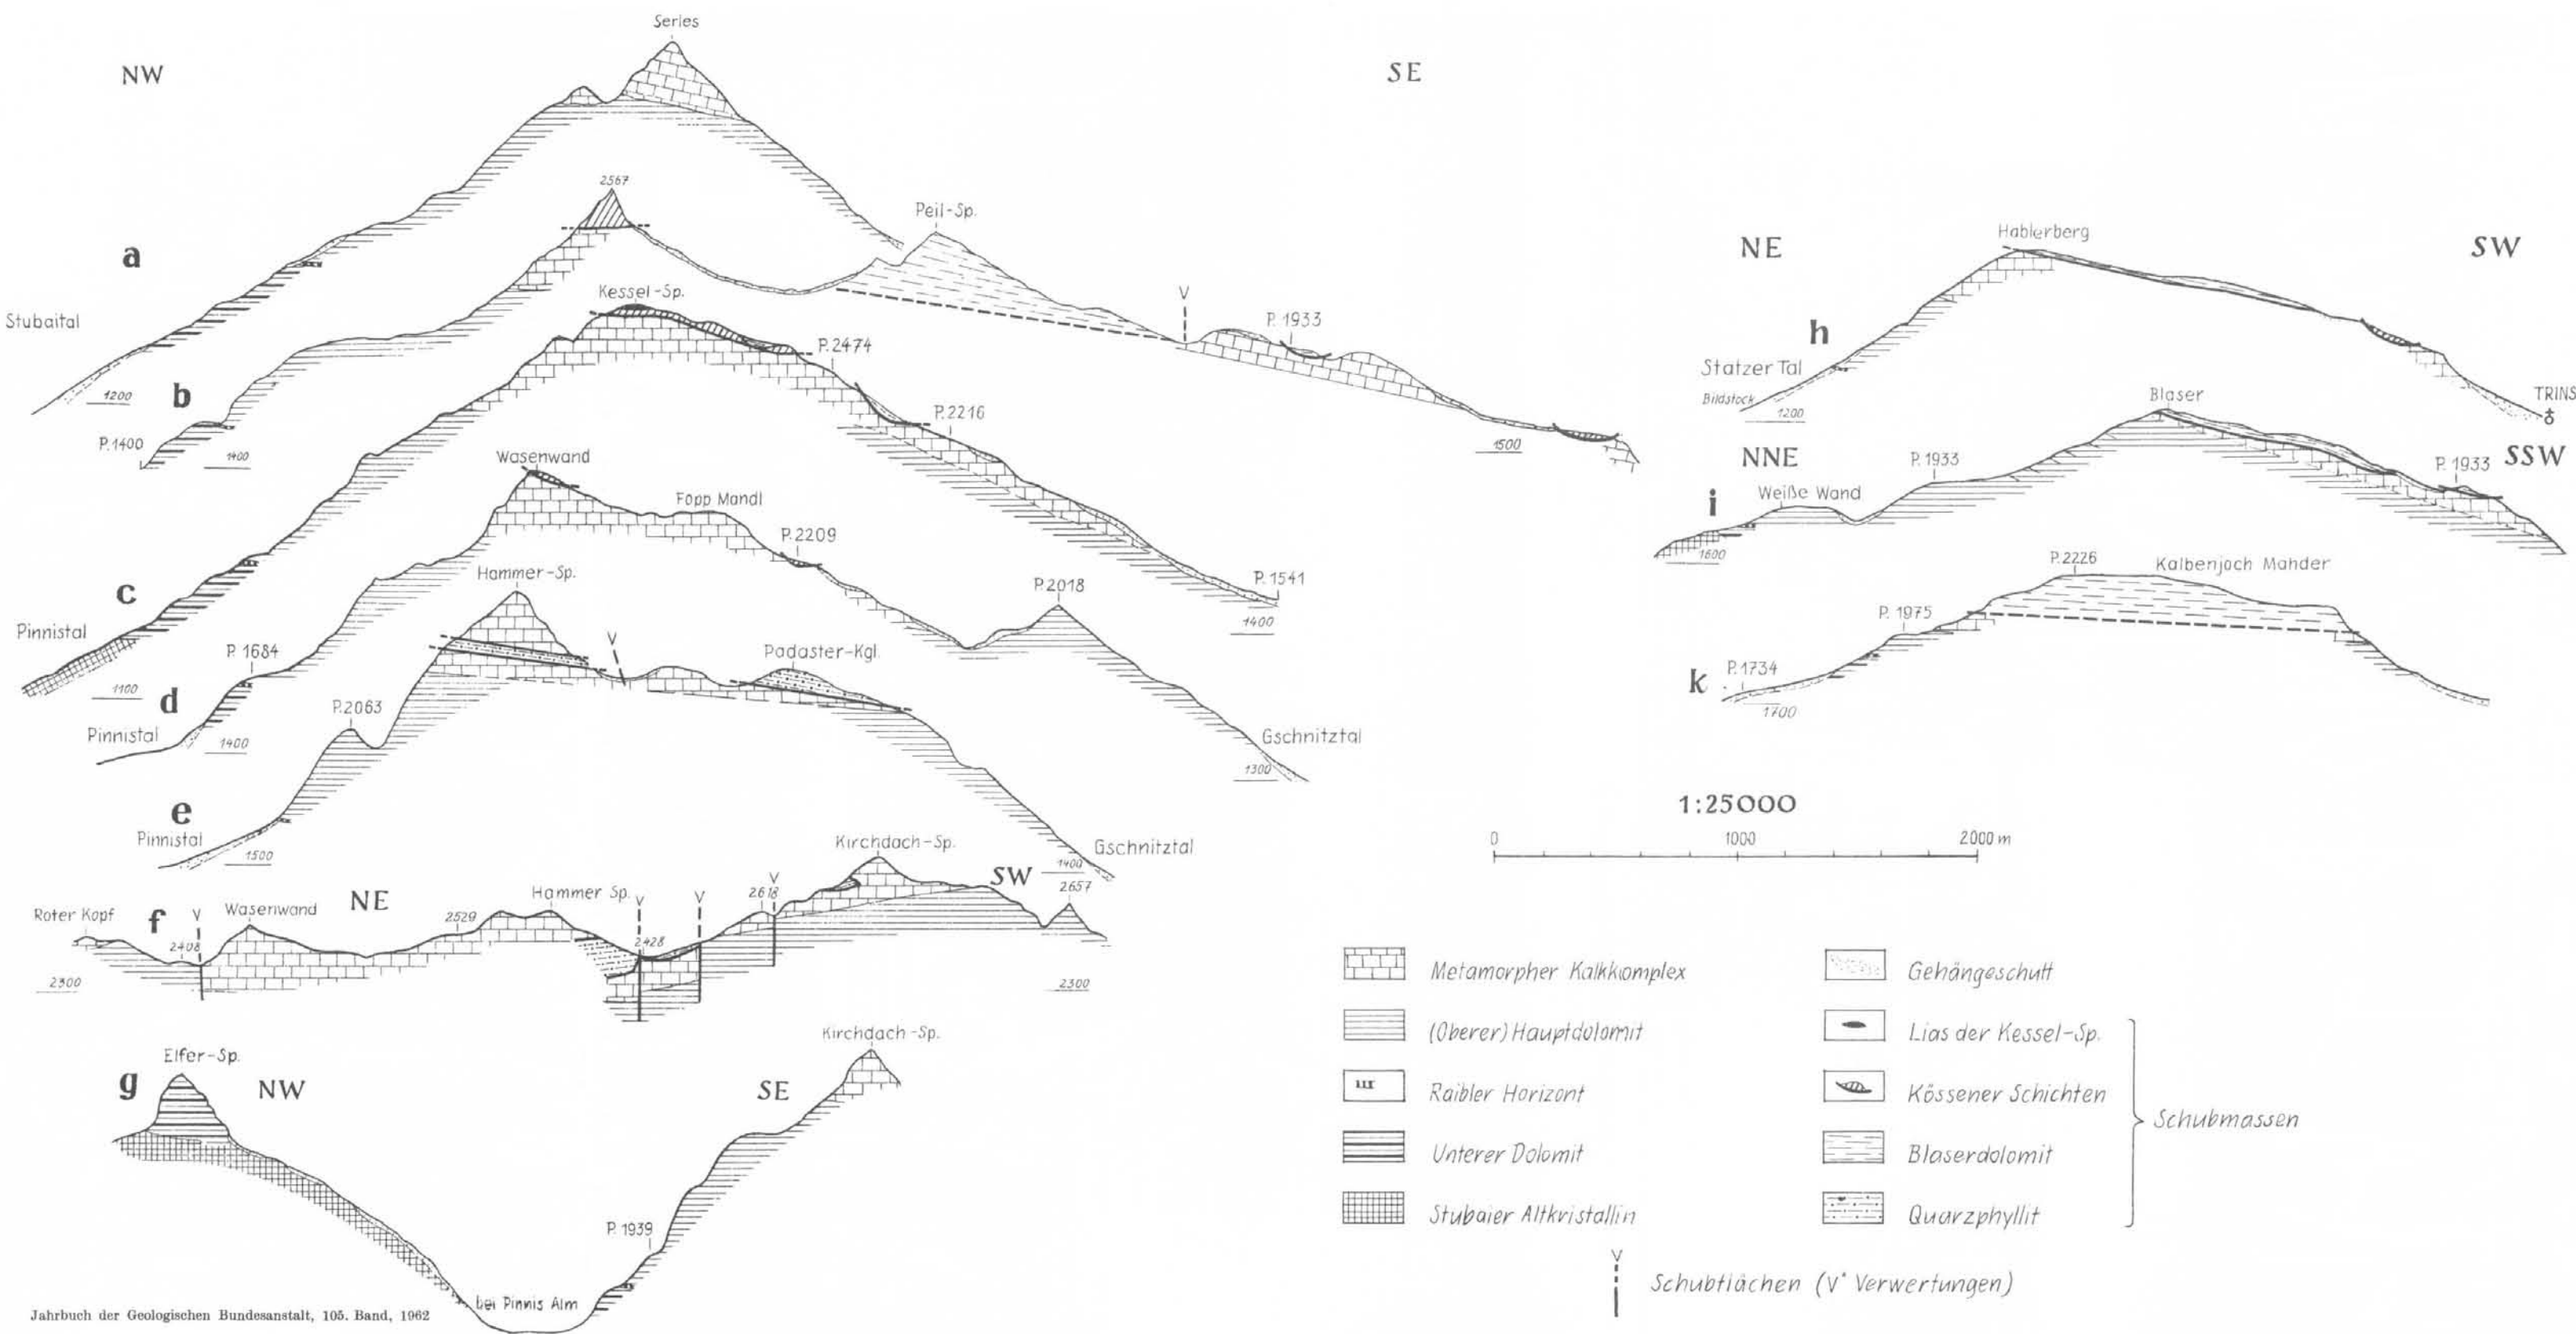 Serles
NW
SE
2567
Peil-Sp.
a
Hablerberg
NE
SW
Kessel-Sp.
V
Stubaital
P. 1933
h
P. 2474
Statzer Tal
1200
b
Bildstock
1200
TRINS
Blaser
P. 2216
P. 1400
1400
1500
Wasenwand
NNE
P. 1933
P. 1933
SSW
Fopp Mandl
i
Weiße Wand
P. 2209
1600
Hammer-Sp.
P. 1541
P. 2018
c
1400
P. 2226
Kalbenjoch Mähder
Pinnistal
V
P. 1975
P. 1684
Padaster-Kgl.
P. 1734
1100
d
k
P. 2063
1700
Pinnistal
1400
Gschnitztal
1300
1:25000
e
Pinnistal
0
1000
2000 m
1500
Kirchdach-Sp.
Gschnitztal
1400
SW
V
2618
2657
Hammer Sp.
V
V
NE
Roter Kopf
f
V
Wasenwand
2529
2408
2428
2300
2300
Metamorpher Kalkkomplex
Gehängeschutt
(Oberer) Hauptdolomit
Lias der Kessel-Sp.
Kirchdach-Sp.
Elfer-Sp.
g
NW
SE
Raibler Horizont
Kössener Schichten
Schubmassen
Unterer Dolomit
Blaserdolomit
Stubaier Altkristallin
Quarzphyllit
P. 1939
V
Schubflächen (V = Verwertungen)
bei Pinnis Alm
Jahrbuch der Geologischen Bundesanstalt, 105. Band, 1962